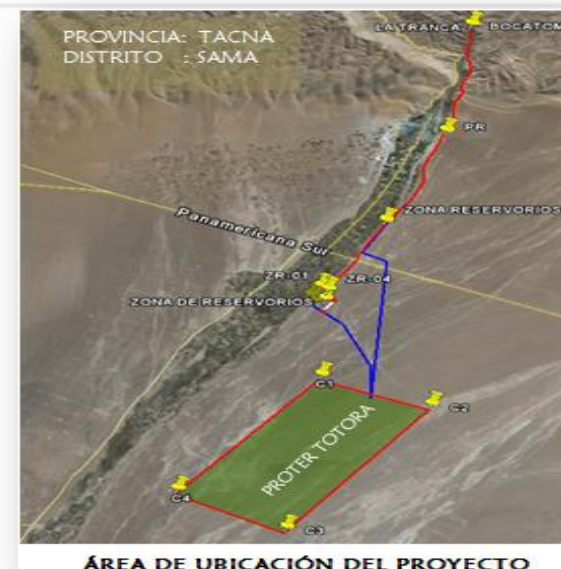 PROVINCIA: TACNA
DISTRITO : SAMA
LA TRANCA
BOCATOM
PR
ZONA RESERVORIOS
Panamericana Sur
ZR-01
ZR-04
ZONA DE RESERVORIOS
C1
C2
PROTER TOTORA
C4
C3
ÁREA DE UBICACIÓN DEL PROYECTO